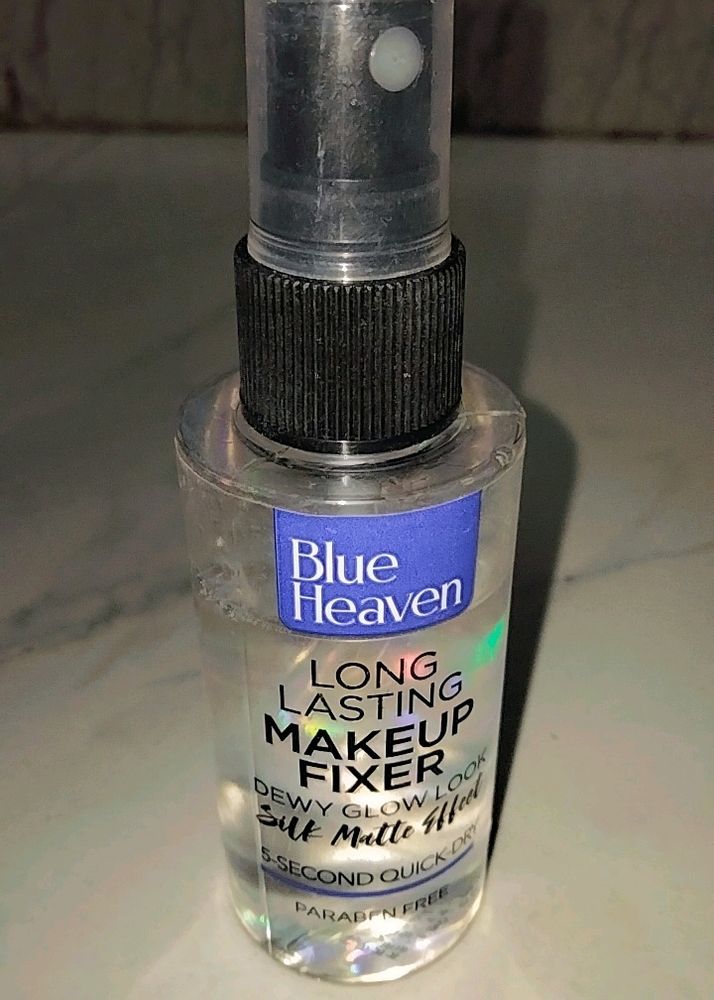 Blue
Heaven
LONG
LASTING
MAKEUP
FIXER
DEWY GLOW LOOK
Silk Matte Effect
5-SECOND QUICK-DRY
PARABEN FREE